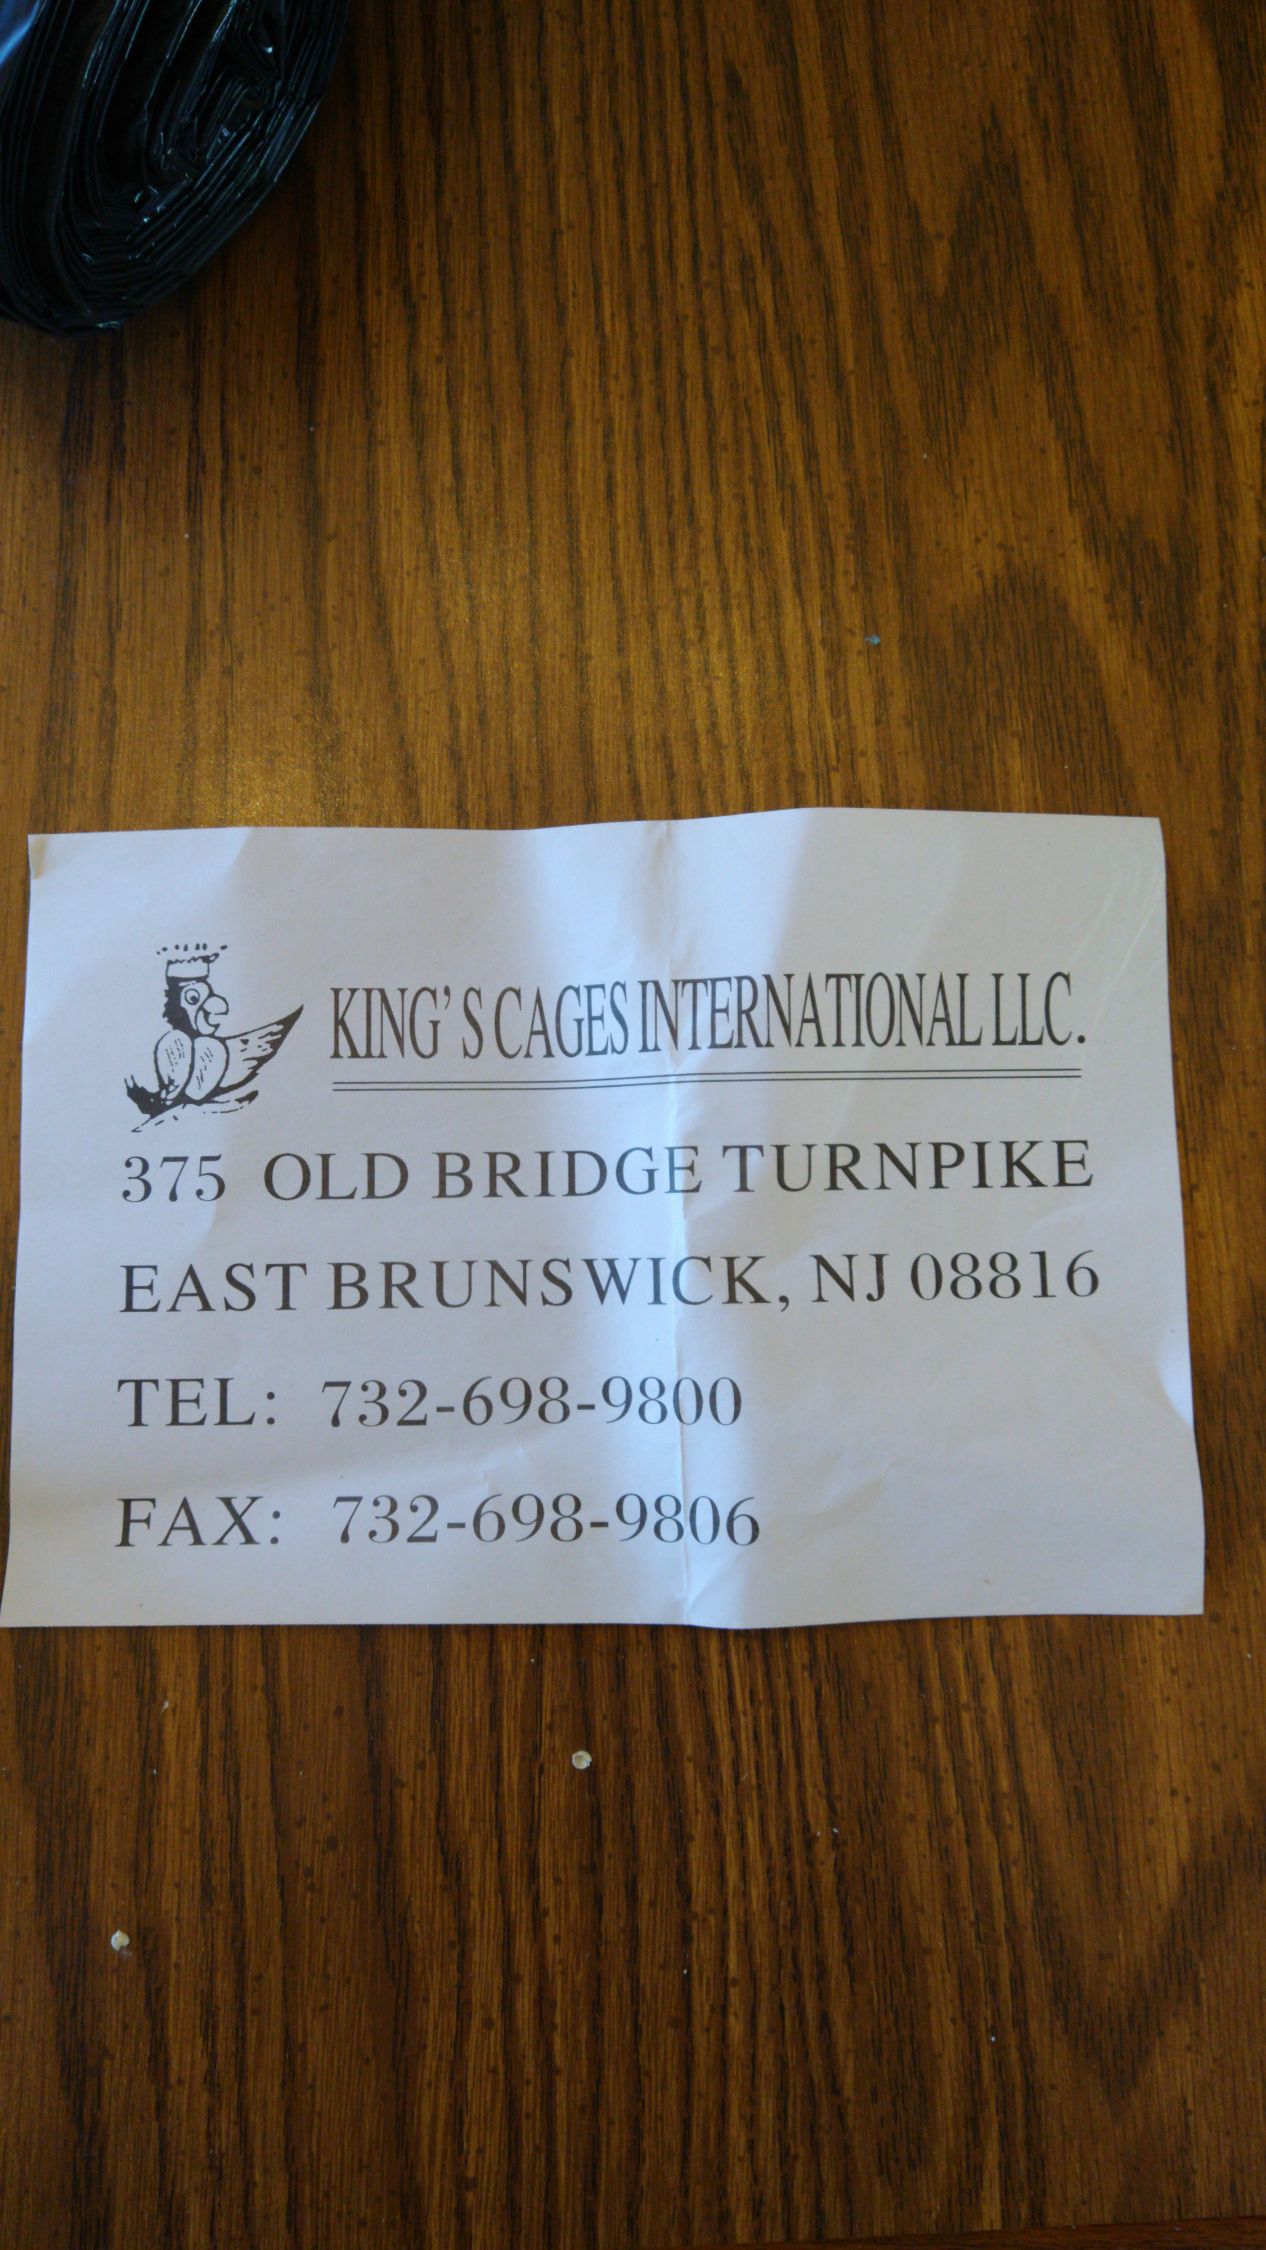 KING'S CAGES INTERNATIONAL LLC.
375 OLD BRIDGE TURNPIKE
EAST BRUNSWICK, NJ 08816
TEL: 732-698-9800
FAX: 732-698-9806